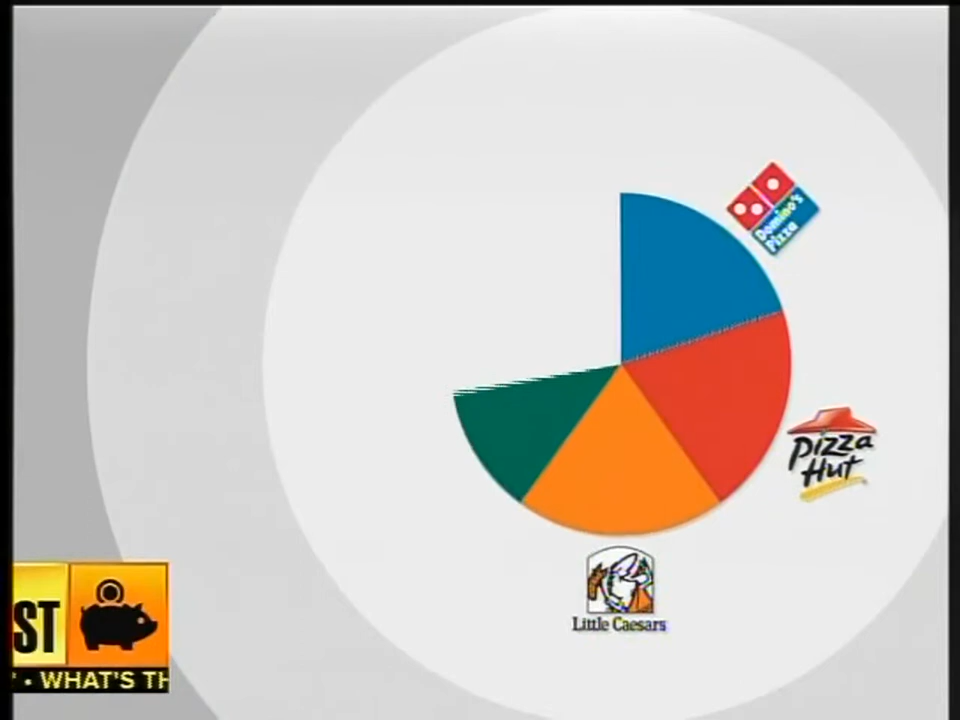 Domino's
Pizza
Pizza
Hut
Little Caesars
ST
• WHAT'S TH